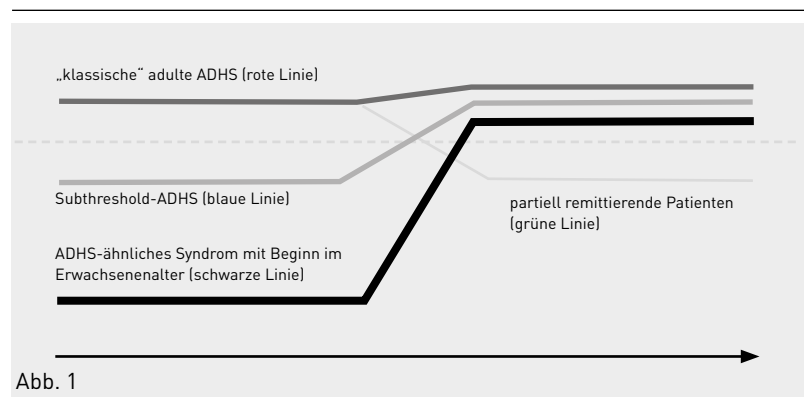 „klassische“ adulte ADHS (rote Linie)
Subthreshold-ADHS (blaue Linie)
partiell remittierende Patienten
(grüne Linie)
ADHS-ähnliches Syndrom mit Beginn im
Erwachsenenalter (schwarze Linie)
Abb. 1